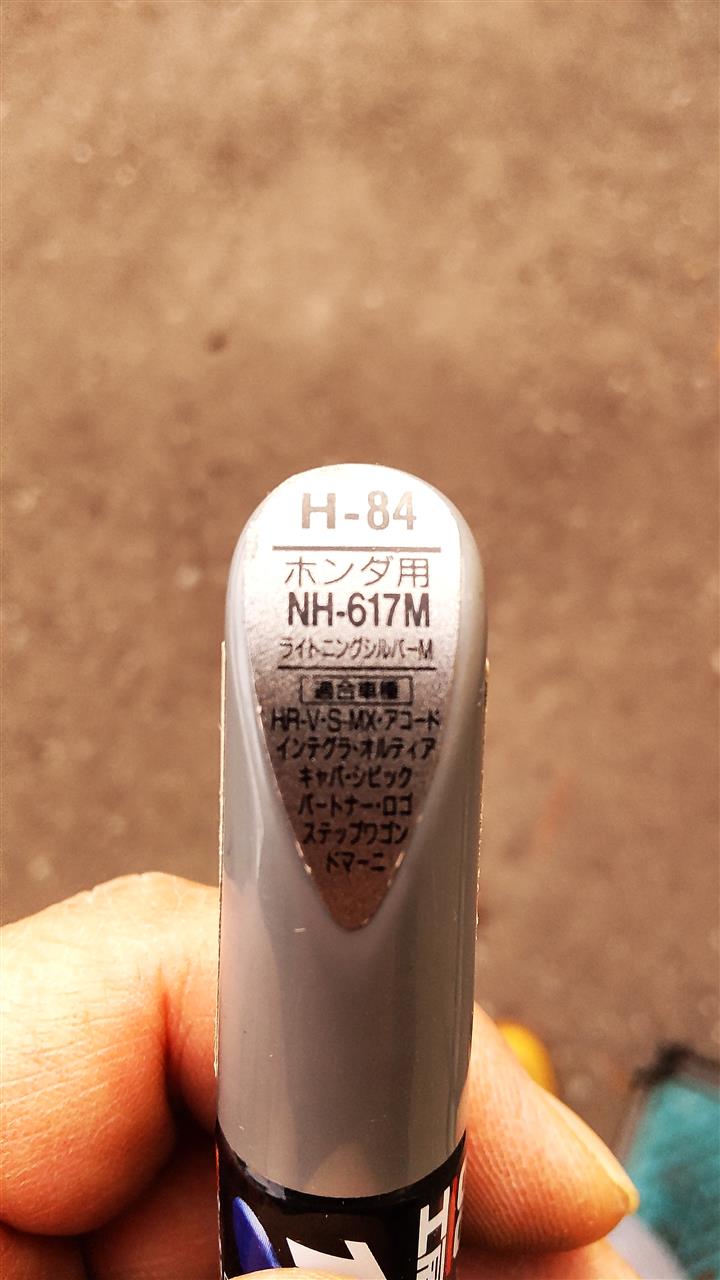 H-84
ホンダ用
NH-617M
ライトニングシルバーM
適合車種
HR-V・S-MX・アコード
インテグラ・オルティア
キャパ・シビック
パートナー・ロゴ
ステップワゴン
ドマーニ